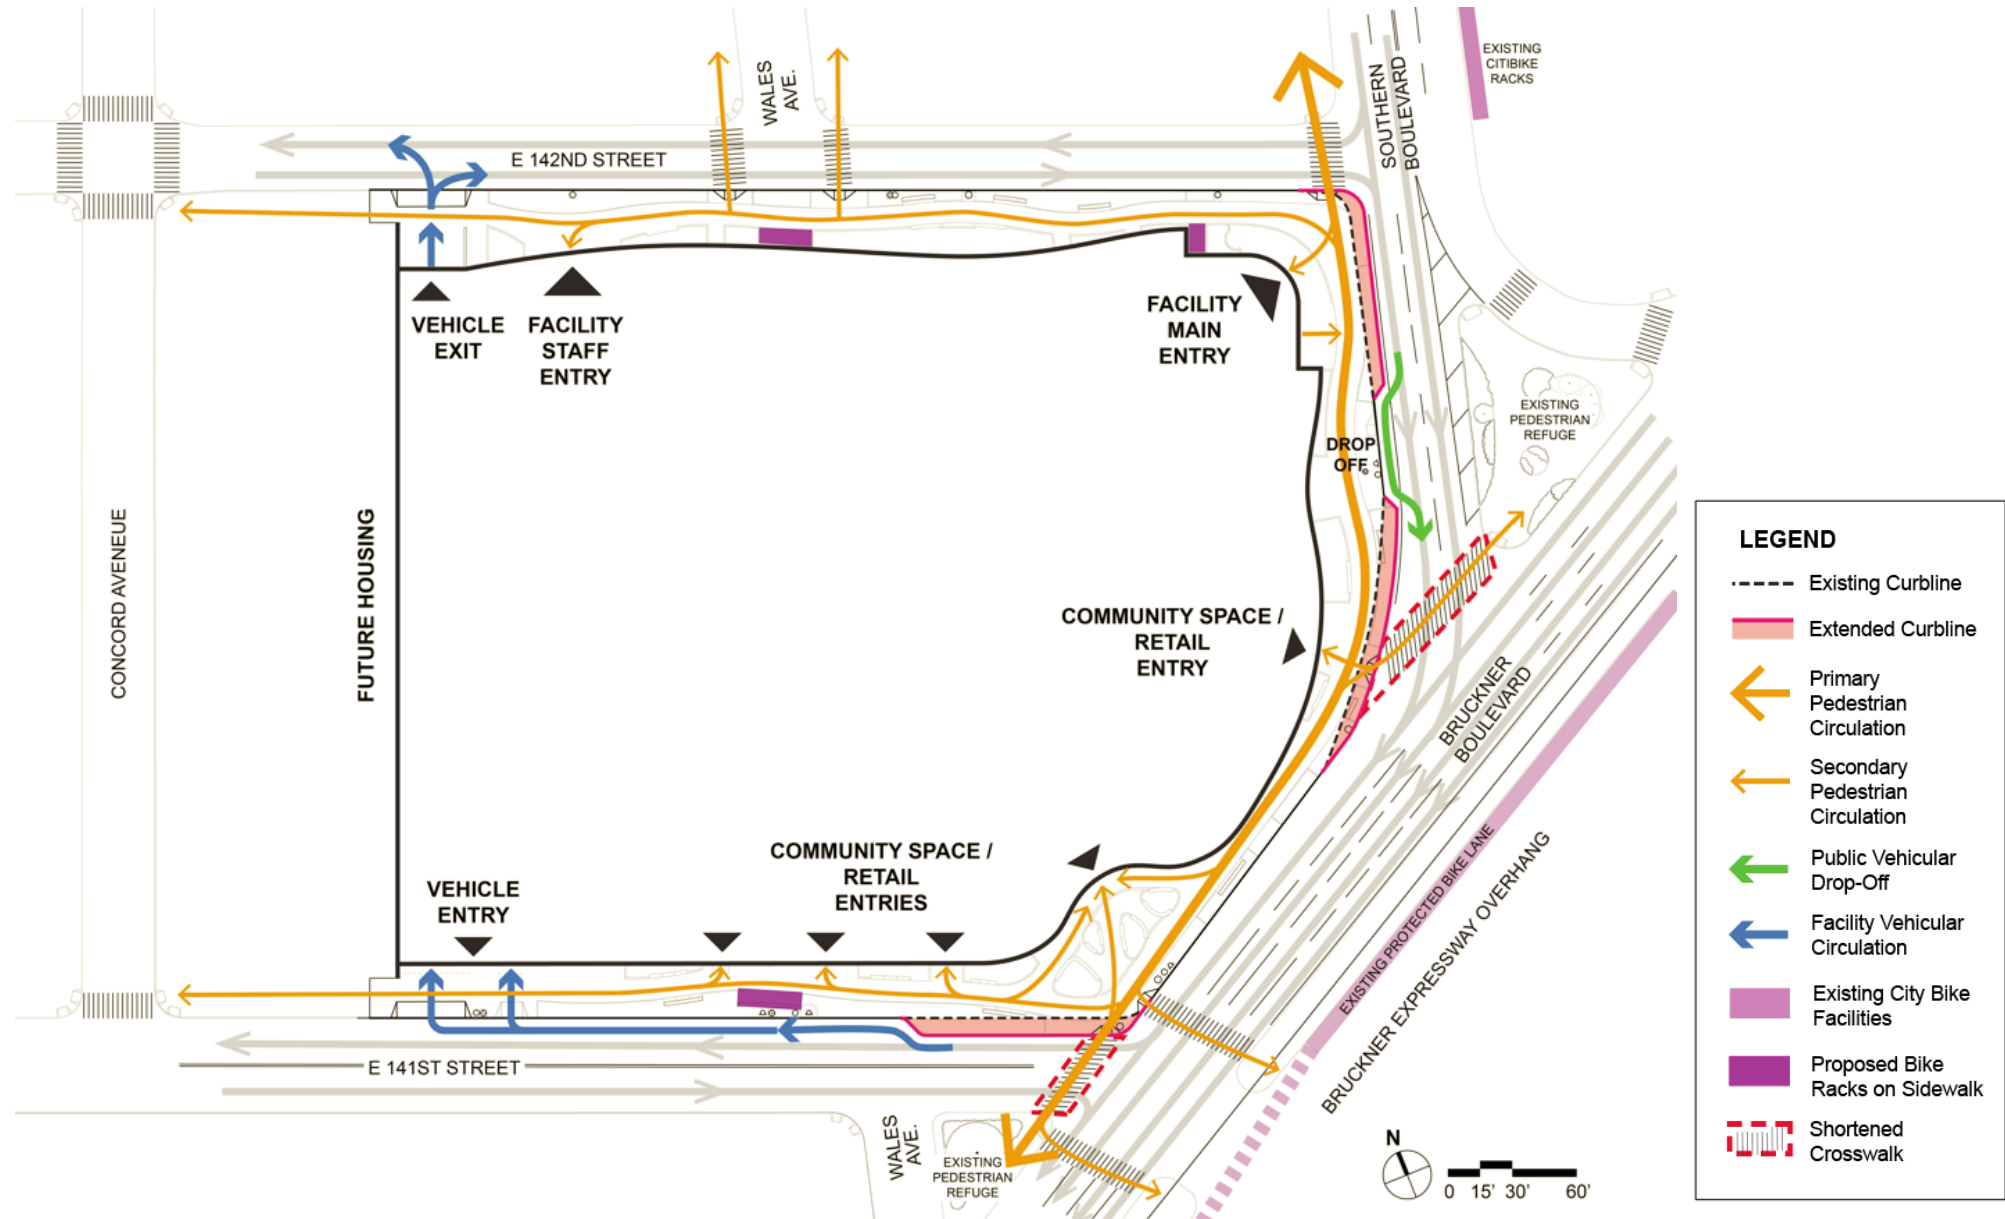 WALES
AVE.
SOUTHERN
BOULEVARD
EXISTING
CITIBIKE
RACKS
E 142ND STREET
VEHICLE
EXIT
FACILITY
STAFF
ENTRY
FACILITY
MAIN
ENTRY
EXISTING
PEDESTRIAN
REFUGE
DROP
OFF
CONCORD AVENEUE
FUTURE HOUSING
COMMUNITY SPACE /
RETAIL
ENTRY
BRUCKNER
BOULEVARD
COMMUNITY SPACE /
RETAIL
ENTRIES
VEHICLE
ENTRY
EXISTING PROTECTED BIKE LANE
BRUCKNER EXPRESSWAY OVERHANG
E 141ST STREET
WALES
AVE.
EXISTING
PEDESTRIAN
REFUGE
N
0 15' 30' 60'
LEGEND
Existing Curbline
Extended Curbline
Primary
Pedestrian
Circulation
Secondary
Pedestrian
Circulation
Public Vehicular
Drop-Off
Facility Vehicular
Circulation
Existing City Bike
Facilities
Proposed Bike
Racks on Sidewalk
Shortened
Crosswalk